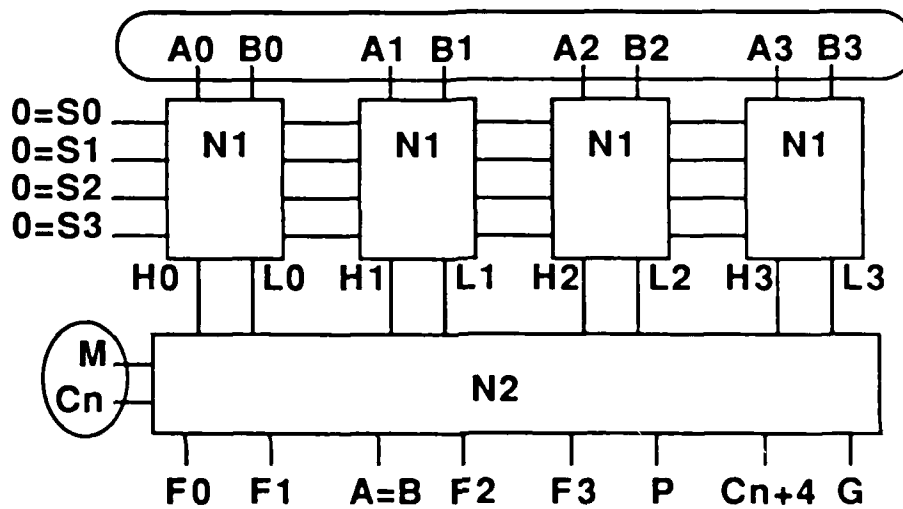 A0 B0 A1 B1 A2 B2 A3 B3
0=S0
N1 N1 N1 N1
0=S1
0=S2
0=S3
H0 L0 H1 L1 H2 L2 H3 L3
M
N2
Cn
F0 F1 A=B F2 F3 P Cn+4 G